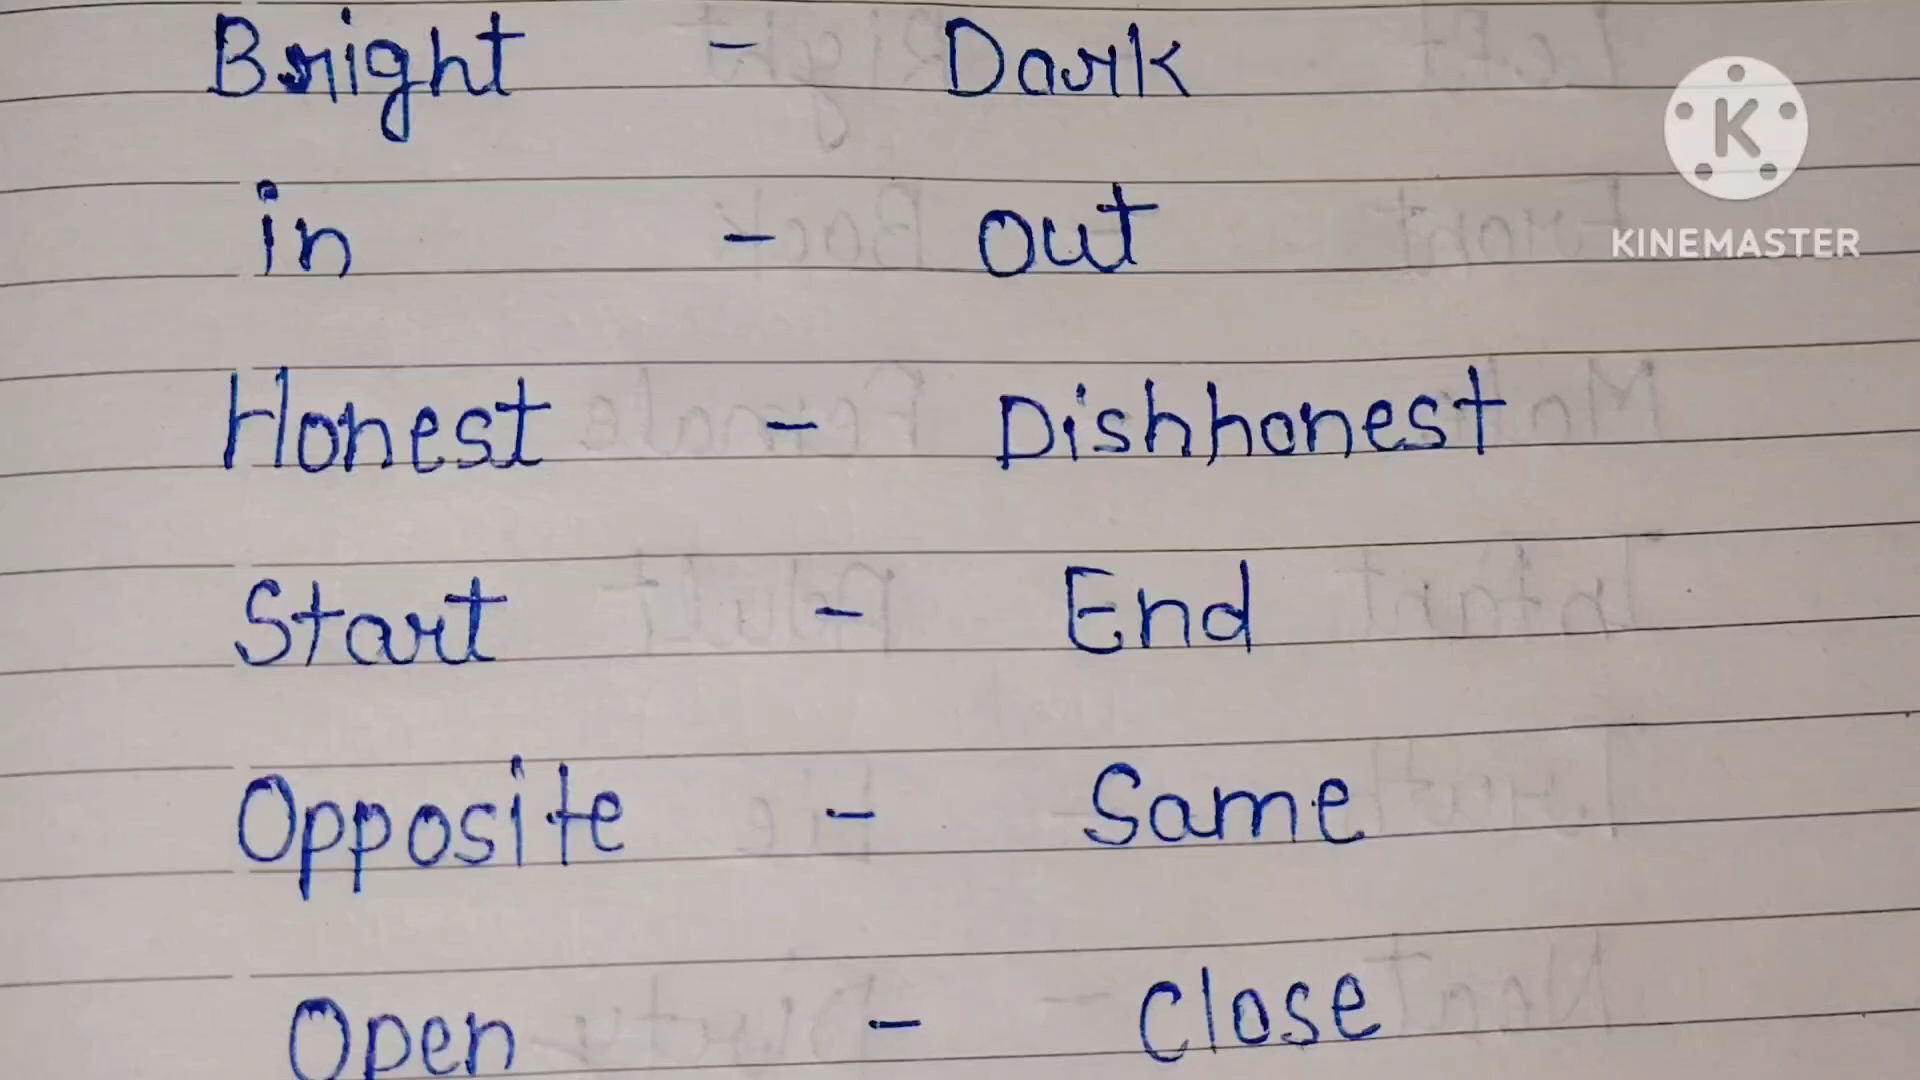 Bright - Dark
in - out
Honest - Dishhonest
Start - End
Opposite - Same
Open - Close
K
KINEMASTER